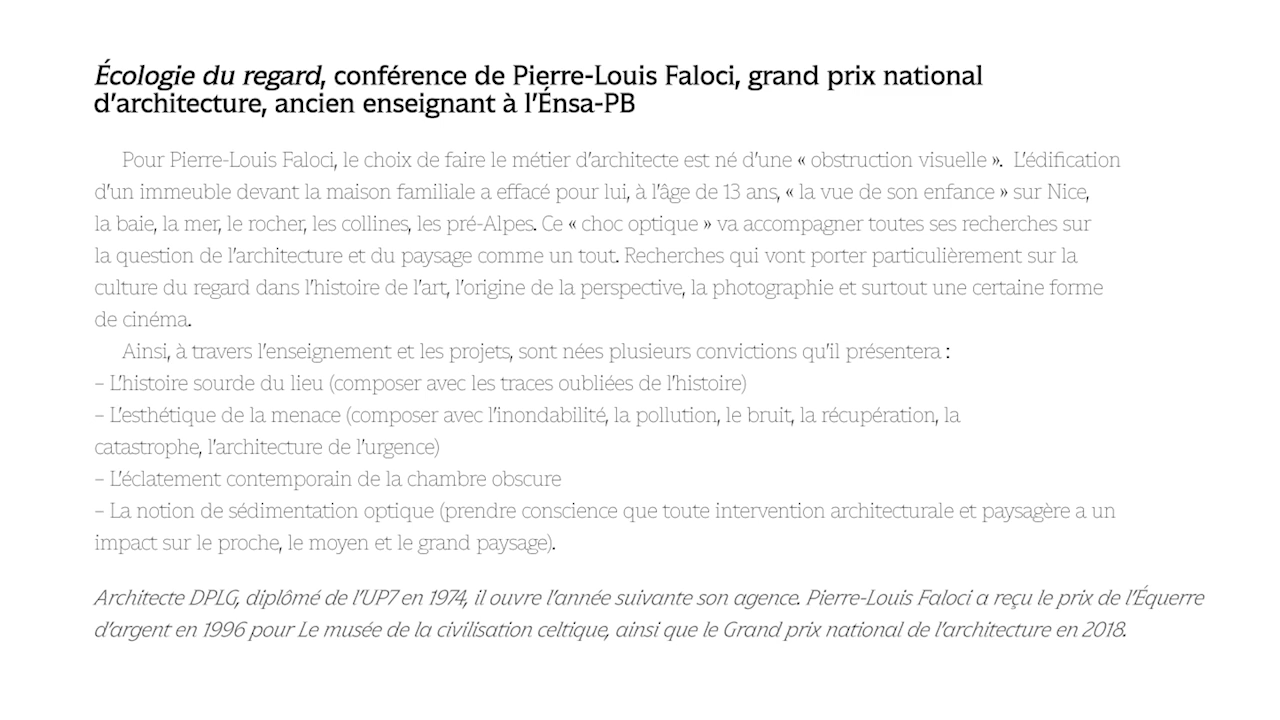 Écologie du regard, conférence de Pierre-Louis Faloci, grand prix national
d'architecture, ancien enseignant à l'Énsa-PB
Pour Pierre-Louis Faloci, le choix de faire le métier d'architecte est né d'une « obstruction visuelle ». L'édification
d'un immeuble devant la maison familiale a effacé pour lui, à l'âge de 13 ans, « la vue de son enfance » sur Nice,
la baie, la mer, le rocher, les collines, les pré-Alpes. Ce « choc optique » va accompagner toutes ses recherches sur
la question de l'architecture et du paysage comme un tout. Recherches qui vont porter particulièrement sur la
culture du regard dans l'histoire de l'art, l'origine de la perspective, la photographie et surtout une certaine forme
de cinéma.
Ainsi, à travers l'enseignement et les projets, sont nées plusieurs convictions qu'il présentera :
– L'histoire sourde du lieu (composer avec les traces oubliées de l'histoire)
– L'esthétique de la menace (composer avec l'inondabilité, la pollution, le bruit, la récupération, la
catastrophe, l'architecture de l'urgence)
– L'éclatement contemporain de la chambre obscure
– La notion de sédimentation optique (prendre conscience que toute intervention architecturale et paysagère a un
impact sur le proche, le moyen et le grand paysage).
Architecte DPLG, diplômé de l'UP7 en 1974, il ouvre l'année suivante son agence. Pierre-Louis Faloci a reçu le prix de l'Équerre
d'argent en 1996 pour Le musée de la civilisation celtique, ainsi que le Grand prix national de l'architecture en 2018.